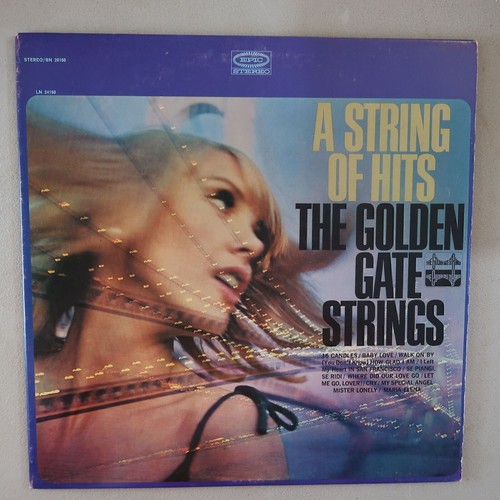 STEREO/BN 26160
EPIC
STEREO
LN 24160
A STRING
OF HITS
THE GOLDEN
GATE
STRINGS
16 CANDLES / BABY LOVE / WALK ON BY
(You Don't Know) HOW GLAD I AM / I Left
My Heart IN SAN FRANCISCO / SE PIANGI,
SE RIDI / WHERE DID OUR LOVE GO / LET
ME GO, LOVER! / CRY / MY SPECIAL ANGEL
MISTER LONELY / MARIA ELENA